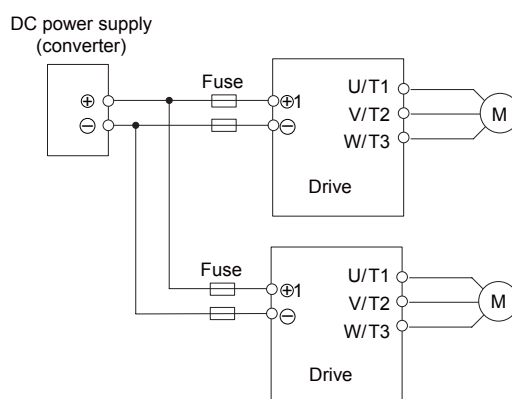 DC power supply
(converter)
Fuse
⊕
⊖
⊕1
⊖
U/T1
V/T2
W/T3
M
Drive
Fuse
⊕1
⊖
U/T1
V/T2
W/T3
M
Drive